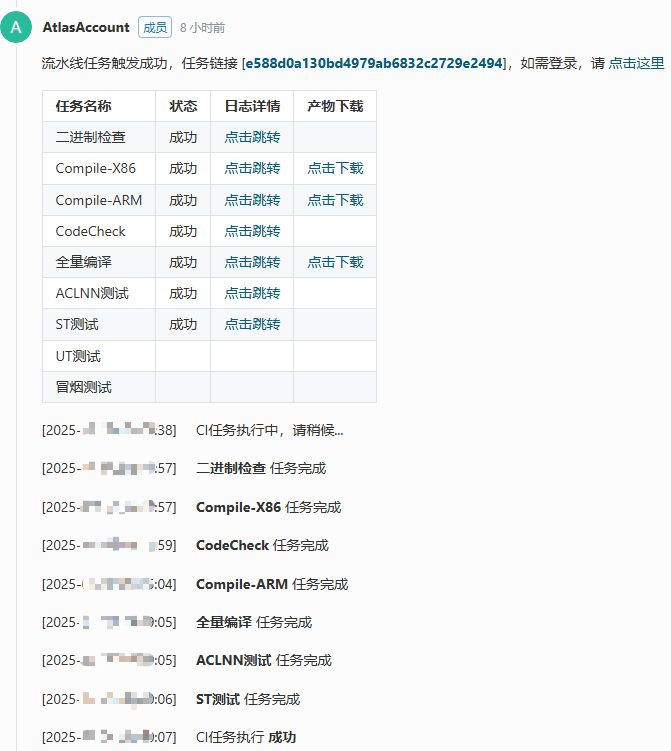 A AtlasAccount 成员 8 小时前
流水线任务触发成功，任务链接 [e588d0a130bd4979ab6832c2729e2494]，如需登录，请 点击这里
任务名称 状态 日志详情 产物下载
二进制检查 成功 点击跳转
Compile-X86 成功 点击跳转 点击下载
Compile-ARM 成功 点击跳转 点击下载
CodeCheck 成功 点击跳转
全量编译 成功 点击跳转 点击下载
ACLNN测试 成功 点击跳转
ST测试 成功 点击跳转
UT测试
冒烟测试
[2025- :38] CI任务执行中，请稍候...
[2025- :57] 二进制检查 任务完成
[2025- :57] Compile-X86 任务完成
[2025- :59] CodeCheck 任务完成
[2025- :04] Compile-ARM 任务完成
[2025- :05] 全量编译 任务完成
[2025- :05] ACLNN测试 任务完成
[2025- :06] ST测试 任务完成
[2025- :07] CI任务执行 成功